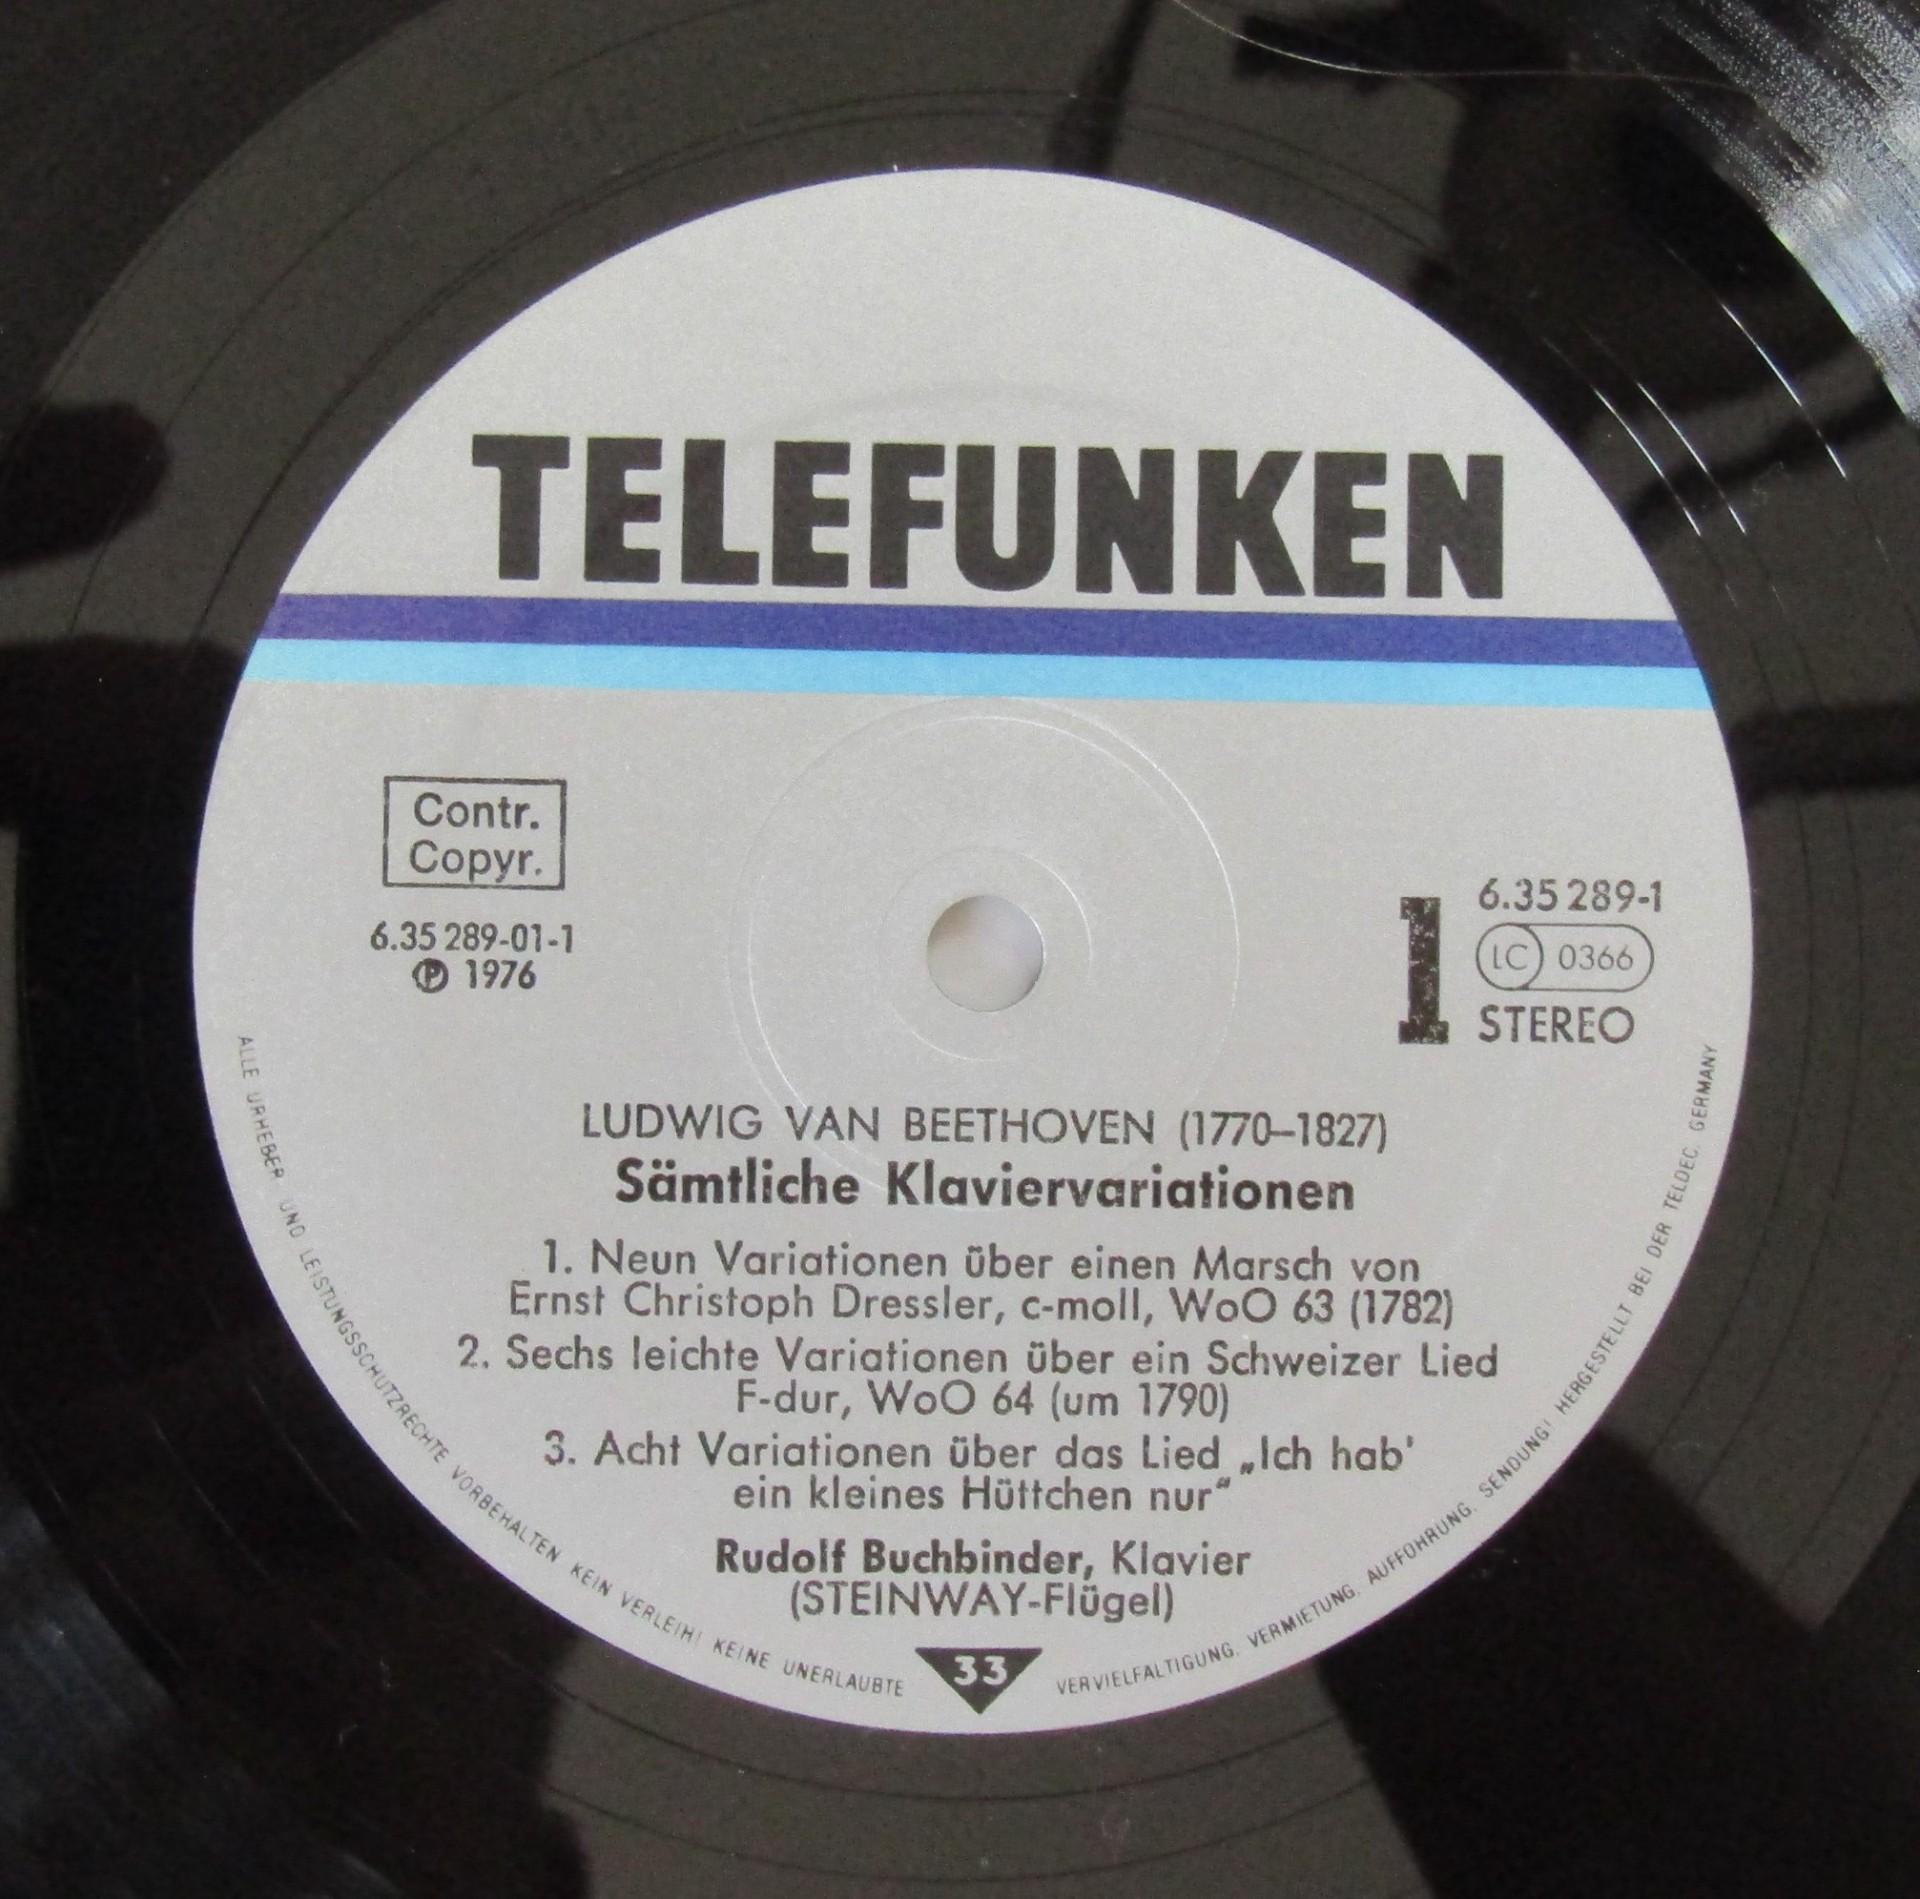 TELEFUNKEN
Contr.
Copyr.
6.35 289-01-1
Ⓟ 1976
1
6.35 289-1
LC 0366
STEREO
LUDWIG VAN BEETHOVEN (1770–1827)
Sämtliche Klaviervariationen
1. Neun Variationen über einen Marsch von
Ernst Christoph Dressler, c-moll, WoO 63 (1782)
2. Sechs leichte Variationen über ein Schweizer Lied
F-dur, WoO 64 (um 1790)
3. Acht Variationen über das Lied „Ich hab'
ein kleines Hüttchen nur“
Rudolf Buchbinder, Klavier
(STEINWAY-Flügel)
33
ALLE URHEBER UND LEISTUNGSSCHUTZRECHTE VORBEHALTEN KEIN VERLEIH! KEINE UNERLAUBTE VERVIELFÄLTIGUNG. VERMIETUNG. AUFFÜHRUNG. SENDUNG! HERGESTELLT BEI DER TELDEC. GERMANY